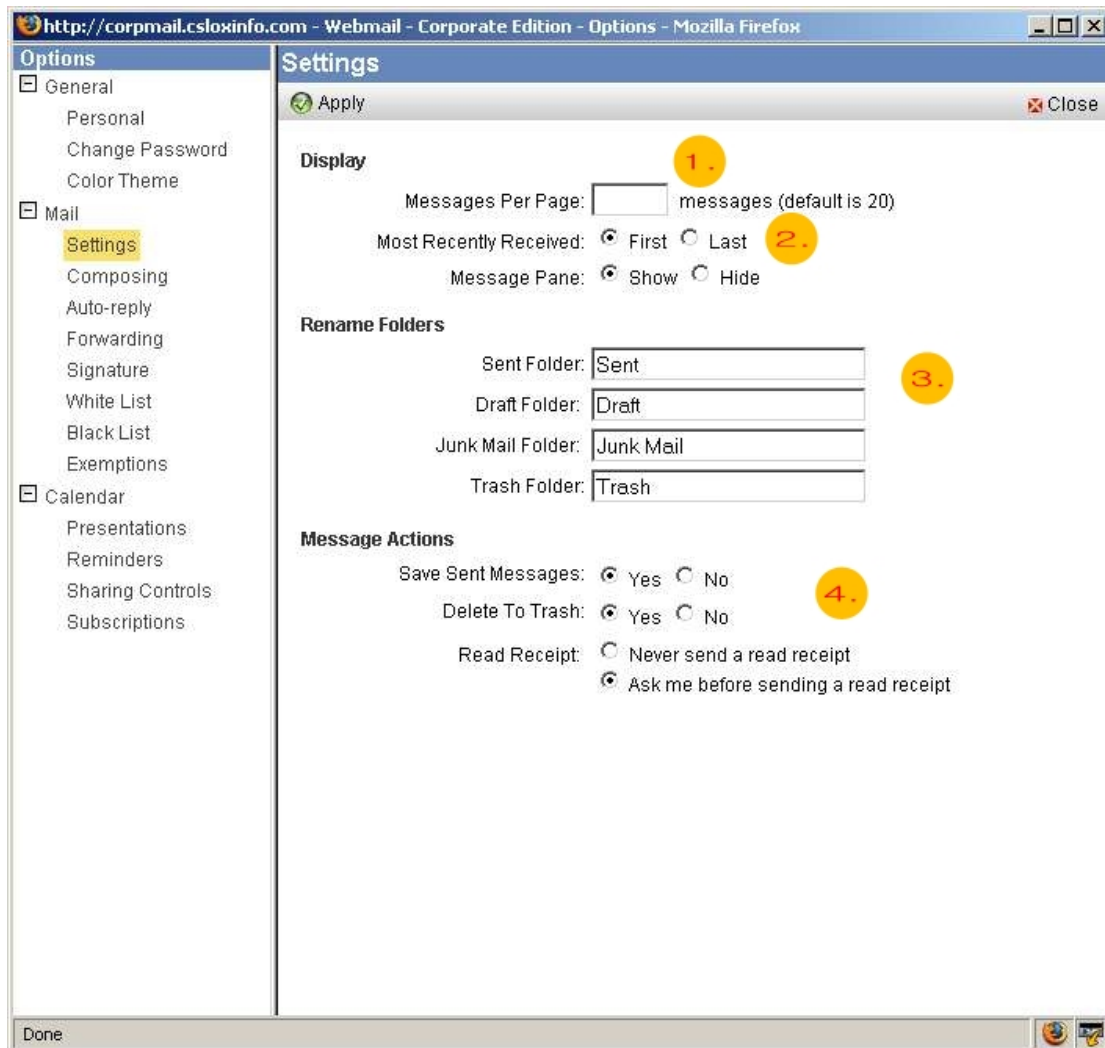 http://corpmail.csloxinfo.com - Webmail - Corporate Edition - Options - Mozilla Firefox
Options
General
Personal
Change Password
Color Theme
Mail
Settings
Composing
Auto-reply
Forwarding
Signature
White List
Black List
Exemptions
Calendar
Presentations
Reminders
Sharing Controls
Subscriptions
Settings
Apply
Close
Display
1.
Messages Per Page: messages (default is 20)
Most Recently Received: First Last
2.
Message Pane: Show Hide
Rename Folders
Sent Folder: Sent
3.
Draft Folder: Draft
Junk Mail Folder: Junk Mail
Trash Folder: Trash
Message Actions
Save Sent Messages: Yes No
4.
Delete To Trash: Yes No
Read Receipt: Never send a read receipt
Ask me before sending a read receipt
Done